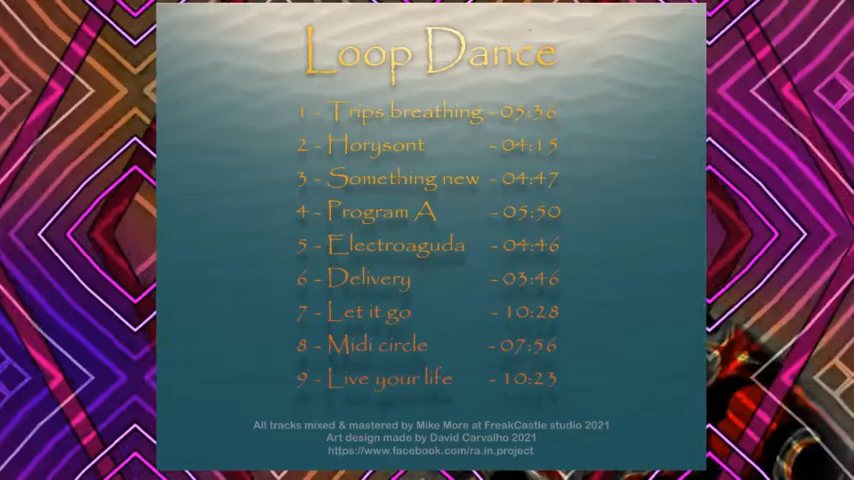 Loop Dance
1 - Trips breathing - 05:36
2 - Horysont - 04:15
3 - Something new - 04:47
4 - Program A - 05:50
5 - Electroaguda - 04:46
6 - Delivery - 03:46
7 - Let it go - 10:28
8 - Midi circle - 07:56
9 - Live your life - 10:23
All tracks mixed & mastered by Mike More at FreakCastle studio 2021
Art design made by David Carvalho 2021
https://www.facebook.com/ra.in.project